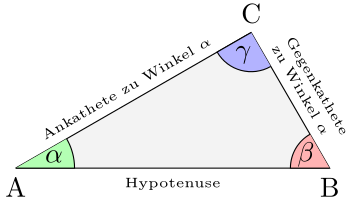 C
γ
Ankathete zu Winkel α
Gegenkathete
zu Winkel α
α
β
A
Hypotenuse
B